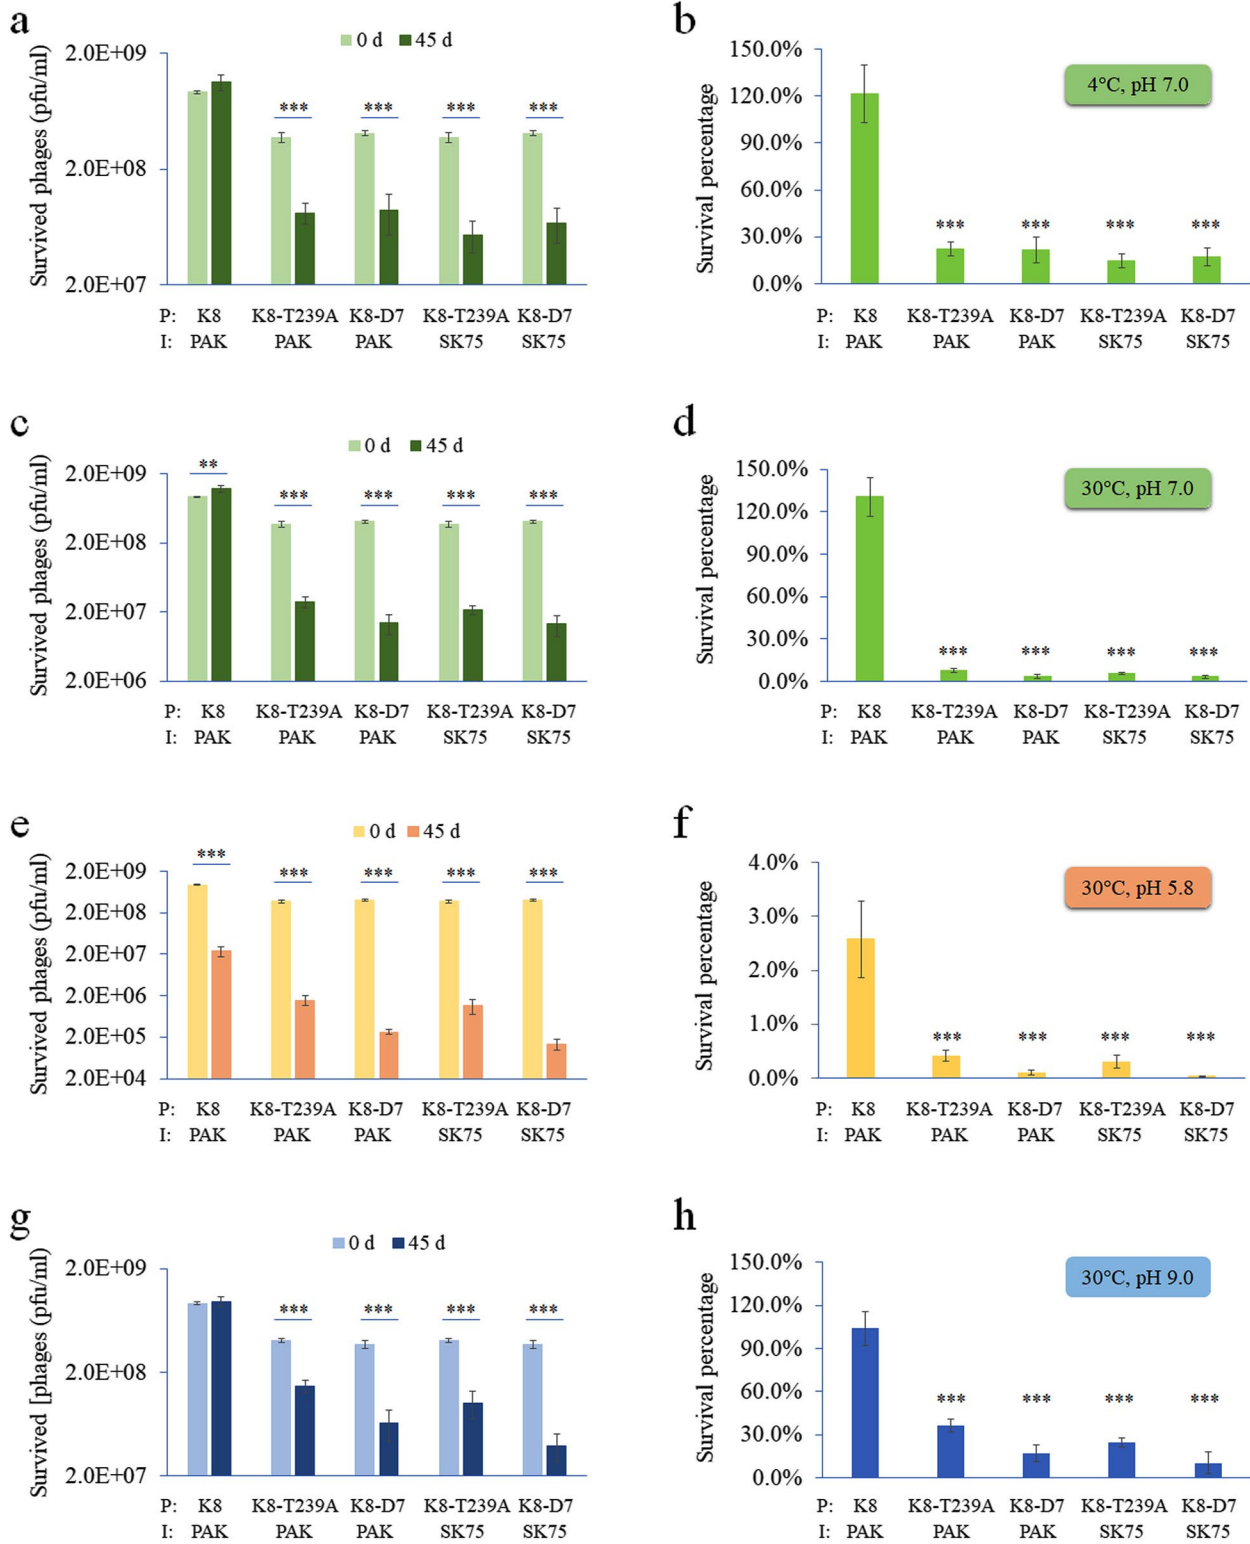 a
0 d 45 d
Survived phages (pfu/ml)
2.0E+09
2.0E+08
2.0E+07
*** *** *** ***
P: K8 K8-T239A K8-D7 K8-T239A K8-D7
I: PAK PAK PAK SK75 SK75
b
Survival percentage
150.0%
120.0%
90.0%
60.0%
30.0%
0.0%
4°C, pH 7.0
*** *** *** ***
P: K8 K8-T239A K8-D7 K8-T239A K8-D7
I: PAK PAK PAK SK75 SK75
c
0 d 45 d
Survived phages (pfu/ml)
2.0E+09
2.0E+08
2.0E+07
2.0E+06
** *** *** *** ***
P: K8 K8-T239A K8-D7 K8-T239A K8-D7
I: PAK PAK PAK SK75 SK75
d
Survival percentage
150.0%
120.0%
90.0%
60.0%
30.0%
0.0%
30°C, pH 7.0
*** *** *** ***
P: K8 K8-T239A K8-D7 K8-T239A K8-D7
I: PAK PAK PAK SK75 SK75
e
0 d 45 d
Survived phages (pfu/ml)
2.0E+09
2.0E+08
2.0E+07
2.0E+06
2.0E+05
2.0E+04
*** *** *** *** ***
P: K8 K8-T239A K8-D7 K8-T239A K8-D7
I: PAK PAK PAK SK75 SK75
f
Survival percentage
4.0%
3.0%
2.0%
1.0%
0.0%
30°C, pH 5.8
*** *** *** ***
P: K8 K8-T239A K8-D7 K8-T239A K8-D7
I: PAK PAK PAK SK75 SK75
g
0 d 45 d
Survived [phages (pfu/ml)
2.0E+09
2.0E+08
2.0E+07
*** *** *** ***
P: K8 K8-T239A K8-D7 K8-T239A K8-D7
I: PAK PAK PAK SK75 SK75
h
Survival percentage
150.0%
120.0%
90.0%
60.0%
30.0%
0.0%
30°C, pH 9.0
*** *** *** ***
P: K8 K8-T239A K8-D7 K8-T239A K8-D7
I: PAK PAK PAK SK75 SK75